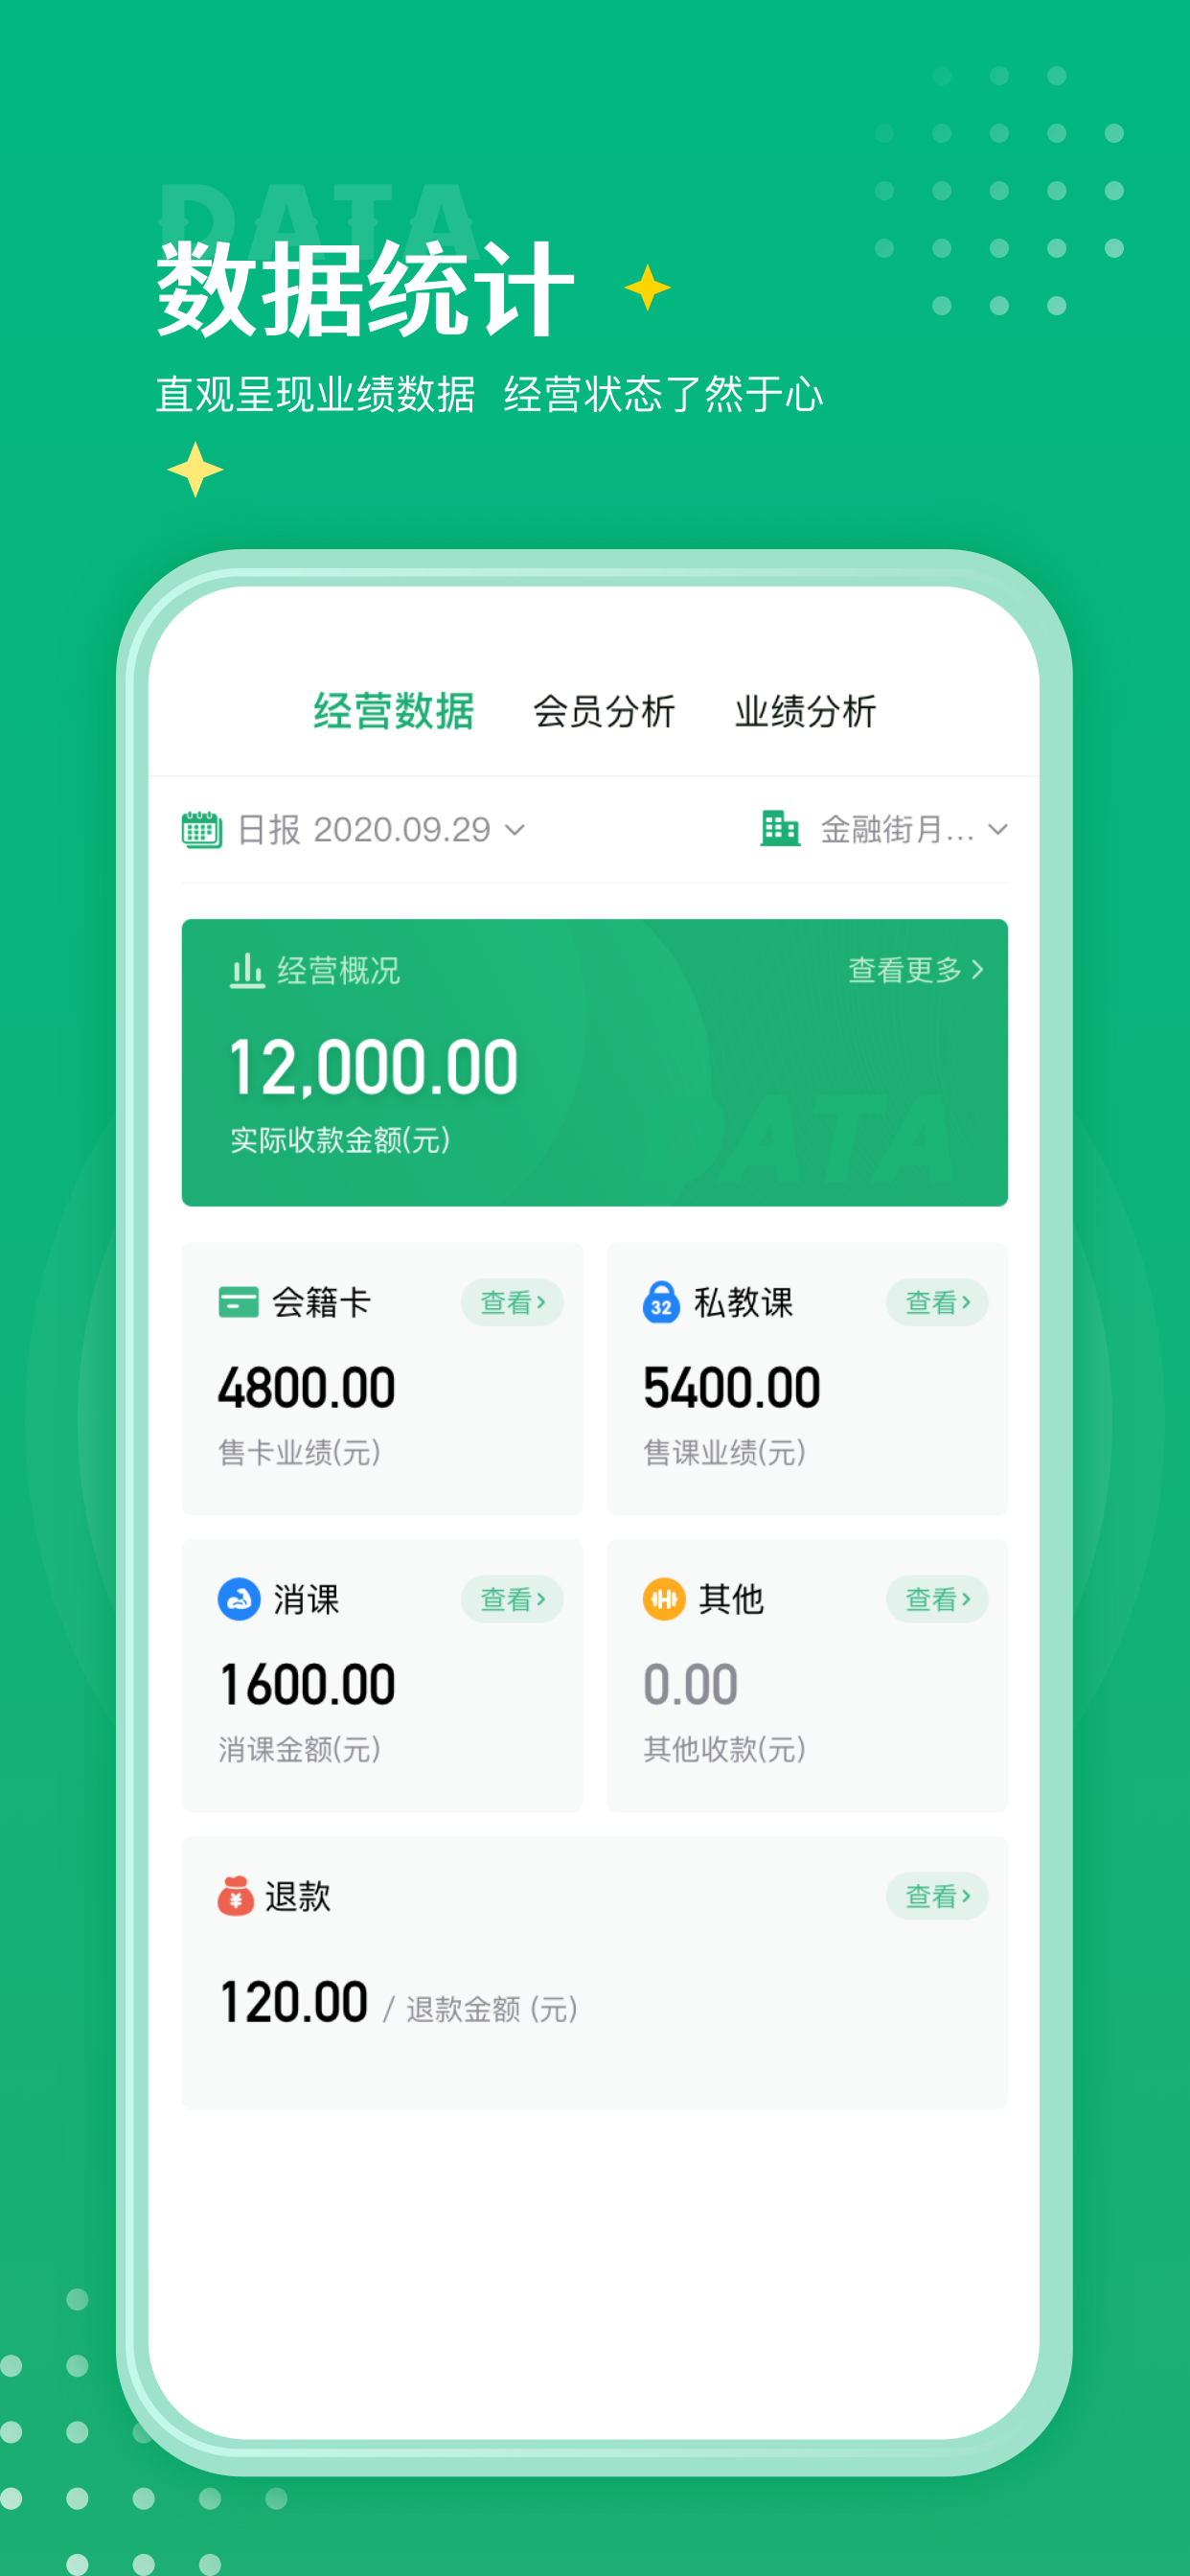 DATA
数据统计
直观呈现业绩数据 经营状态了然于心
经营数据 会员分析 业绩分析
日报 2020.09.29 金融街月...
经营概况 查看更多
12,000.00
实际收款金额(元)
DATA
会籍卡 查看
4800.00
售卡业绩(元)
32 私教课 查看
5400.00
售课业绩(元)
消课 查看
1600.00
消课金额(元)
其他 查看
0.00
其他收款(元)
¥ 退款 查看
120.00 / 退款金额 (元)